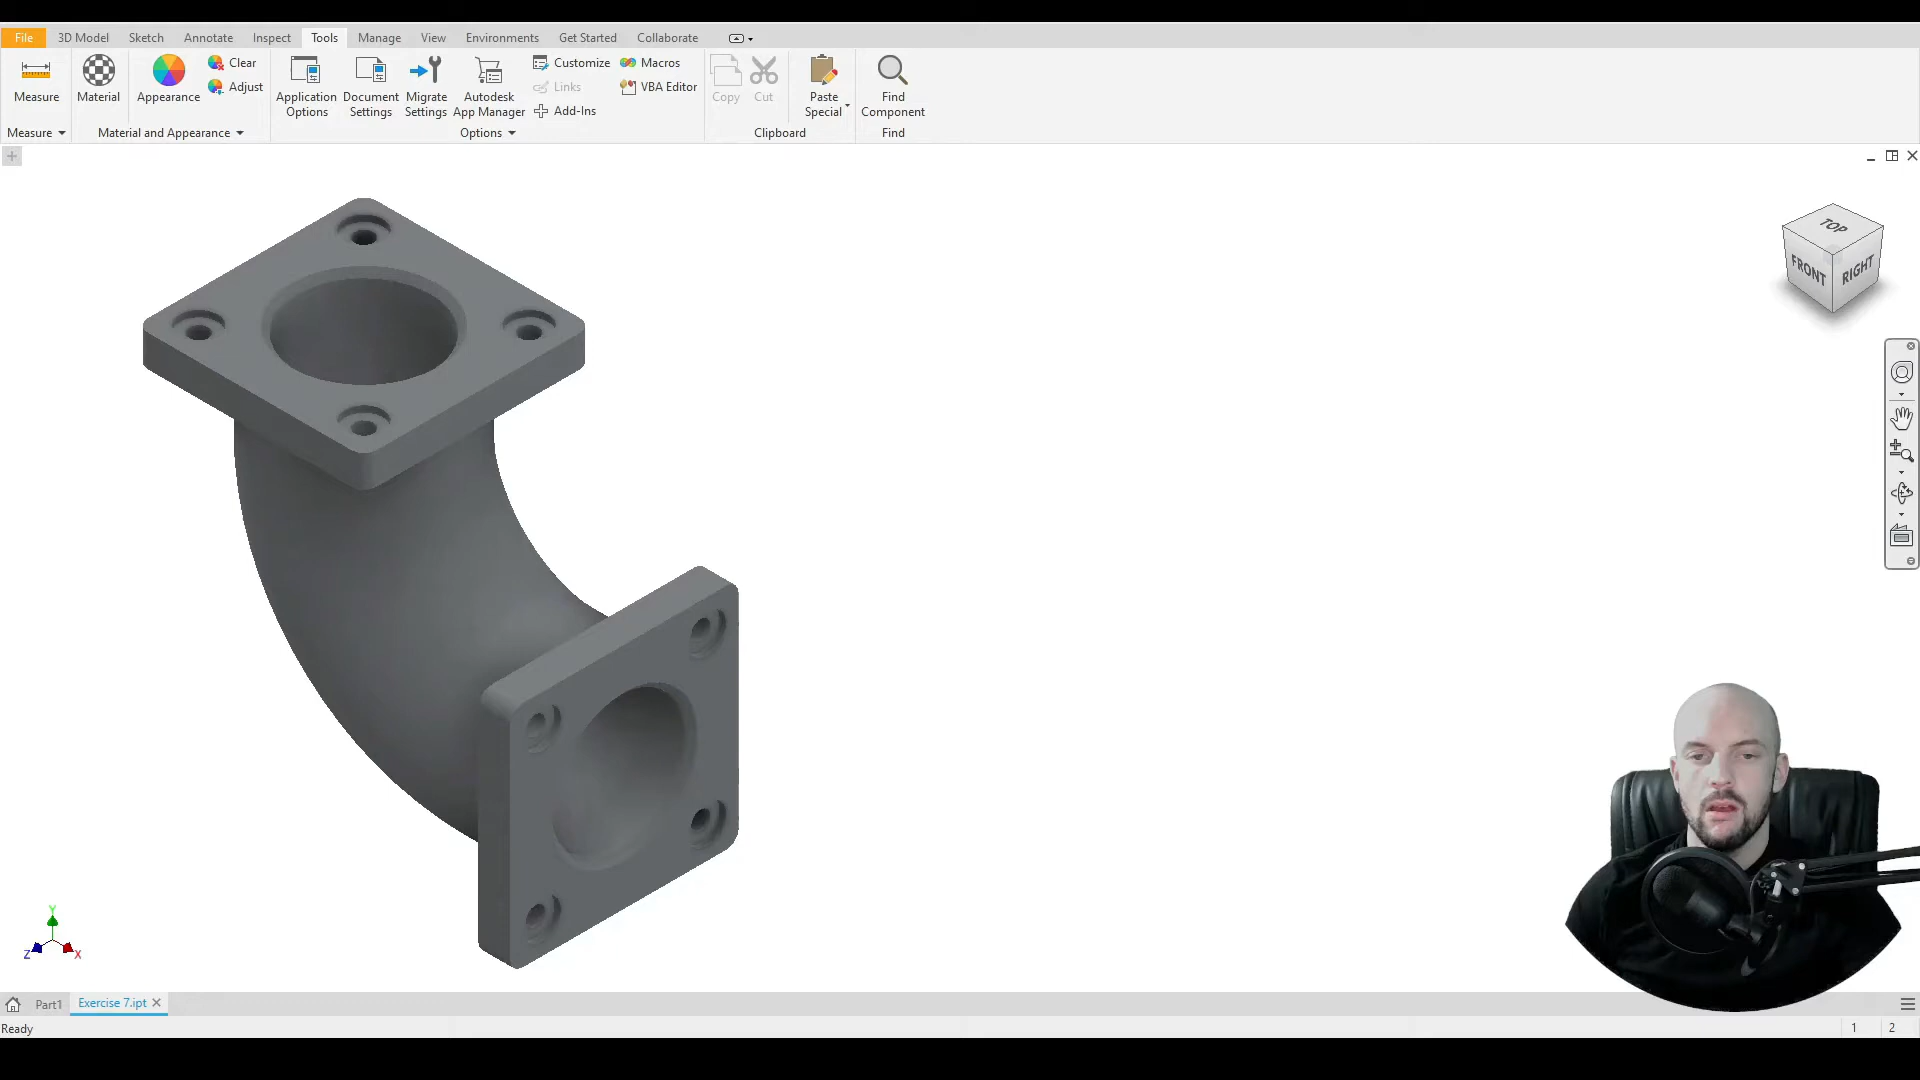 File 3D Model Sketch Annotate Inspect Tools Manage View Environments Get Started Collaborate
Measure Material Appearance Clear Adjust
Application Options Document Settings Migrate Settings Autodesk App Manager
Customize Links Add-Ins Macros VBA Editor
Copy Cut Paste Special Find Component
Measure Material and Appearance Options Clipboard Find
TOP
FRONT RIGHT
Y
Z X
Part1 Exercise 7.ipt
Ready 1 2